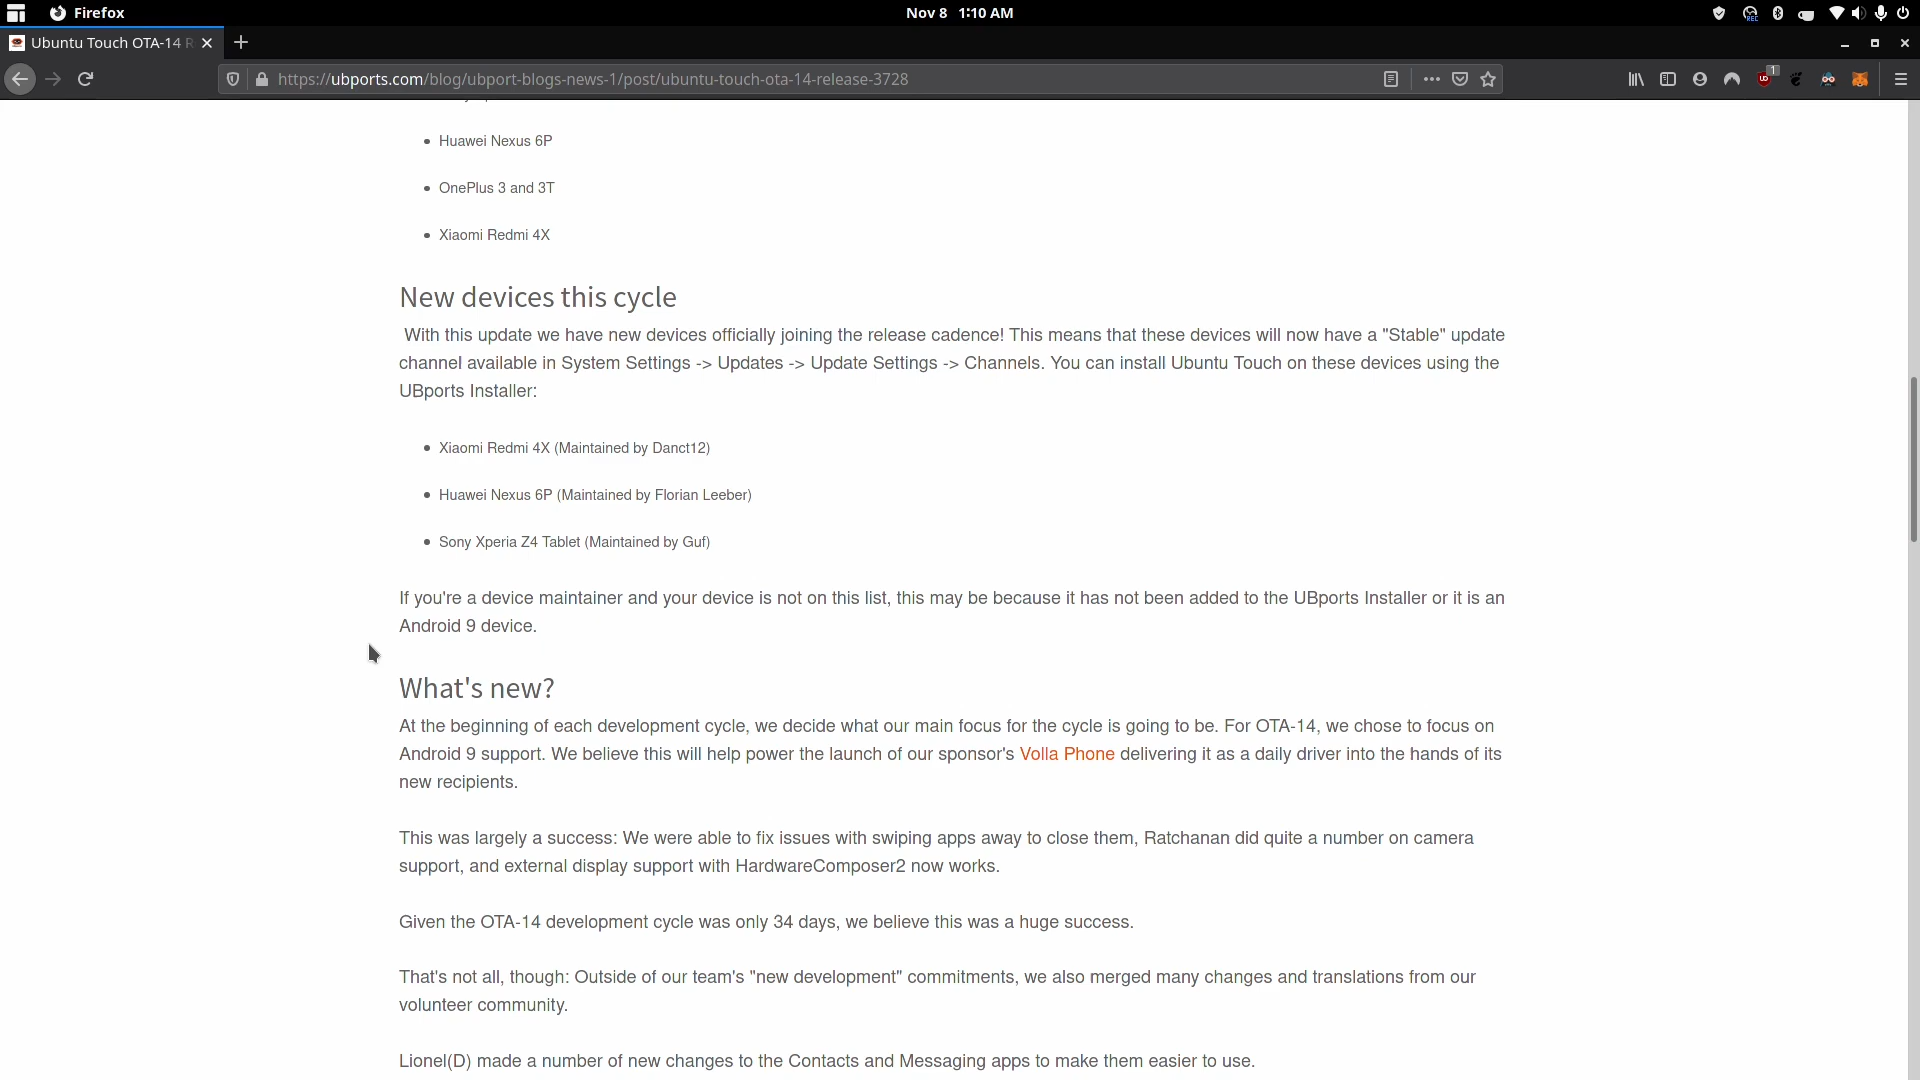 Firefox
Nov 8 1:10 AM
REC
Ubuntu Touch OTA-14 R
https://ubports.com/blog/ubport-blogs-news-1/post/ubuntu-touch-ota-14-release-3728
1
• Huawei Nexus 6P
• OnePlus 3 and 3T
• Xiaomi Redmi 4X
New devices this cycle
With this update we have new devices officially joining the release cadence! This means that these devices will now have a "Stable" update
channel available in System Settings -> Updates -> Update Settings -> Channels. You can install Ubuntu Touch on these devices using the
UBports Installer:
• Xiaomi Redmi 4X (Maintained by Danct12)
• Huawei Nexus 6P (Maintained by Florian Leeber)
• Sony Xperia Z4 Tablet (Maintained by Guf)
If you're a device maintainer and your device is not on this list, this may be because it has not been added to the UBports Installer or it is an
Android 9 device.
What's new?
At the beginning of each development cycle, we decide what our main focus for the cycle is going to be. For OTA-14, we chose to focus on
Android 9 support. We believe this will help power the launch of our sponsor's Volla Phone delivering it as a daily driver into the hands of its
new recipients.
This was largely a success: We were able to fix issues with swiping apps away to close them, Ratchanan did quite a number on camera
support, and external display support with HardwareComposer2 now works.
Given the OTA-14 development cycle was only 34 days, we believe this was a huge success.
That's not all, though: Outside of our team's "new development" commitments, we also merged many changes and translations from our
volunteer community.
Lionel(D) made a number of new changes to the Contacts and Messaging apps to make them easier to use.